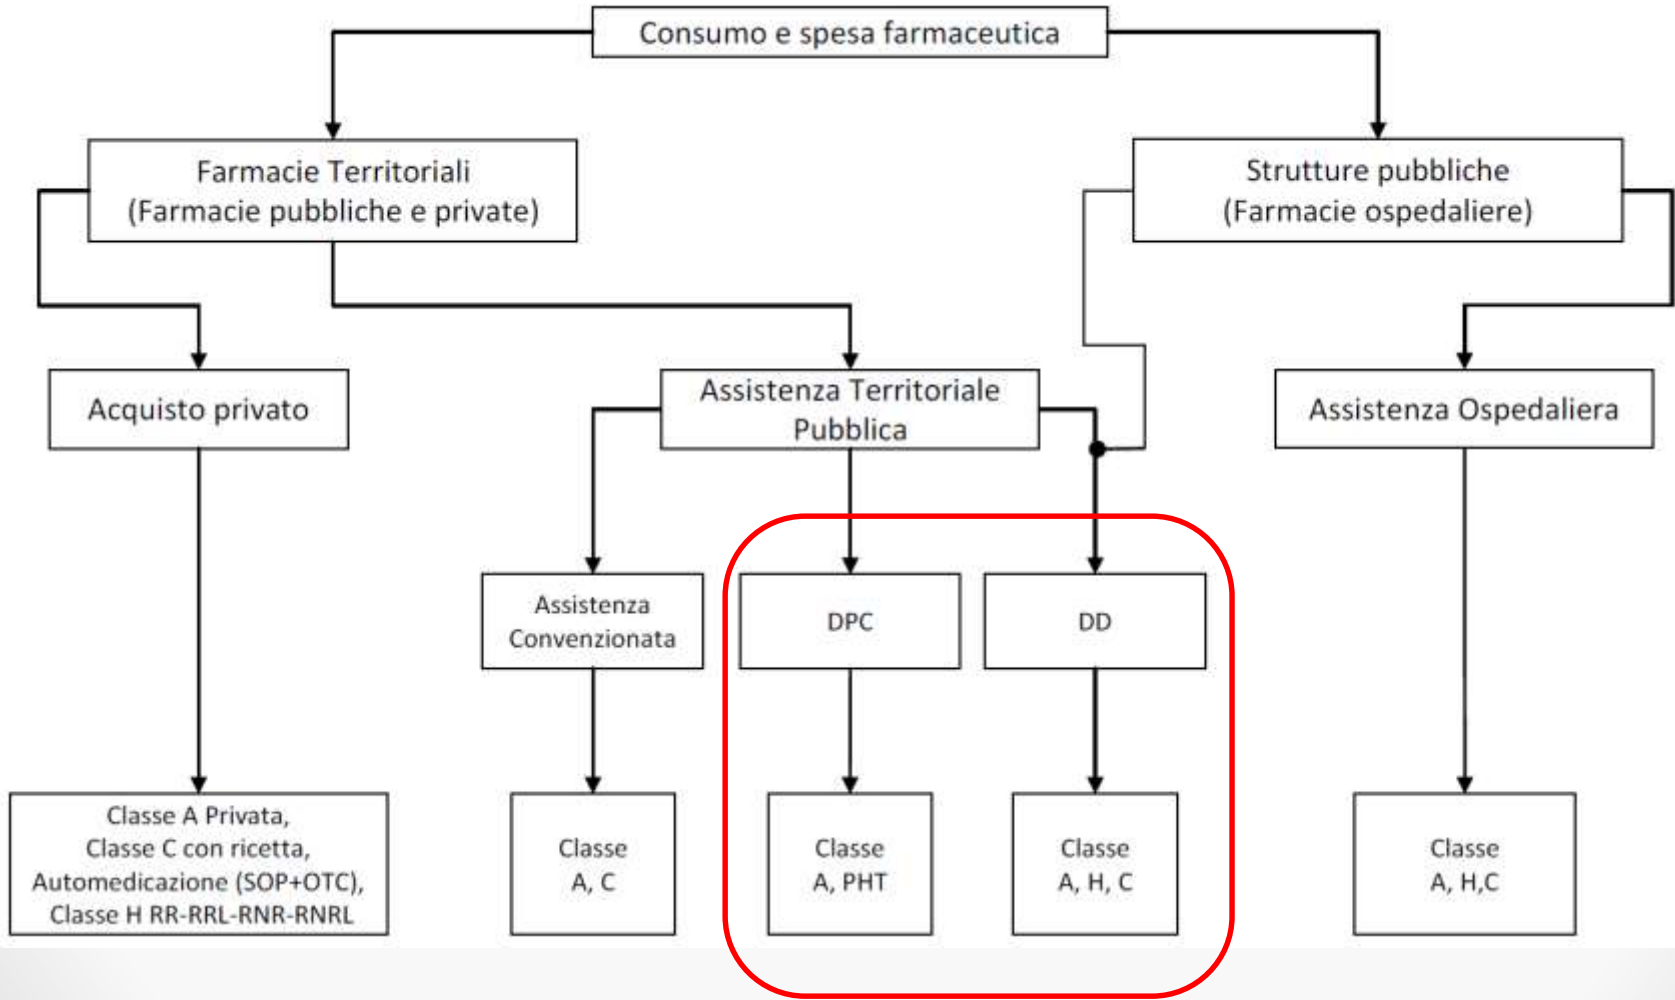 Consumo e spesa farmaceutica
Farmacie Territoriali
(Farmacie pubbliche e private)
Strutture pubbliche
(Farmacie ospedaliere)
Acquisto privato
Assistenza Territoriale
Pubblica
Assistenza Ospedaliera
Assistenza
Convenzionata
DPC
DD
Classe A Privata,
Classe C con ricetta,
Automedicazione (SOP+OTC),
Classe H RR-RRL-RNR-RNRL
Classe
A, C
Classe
A, PHT
Classe
A, H, C
Classe
A, H,C